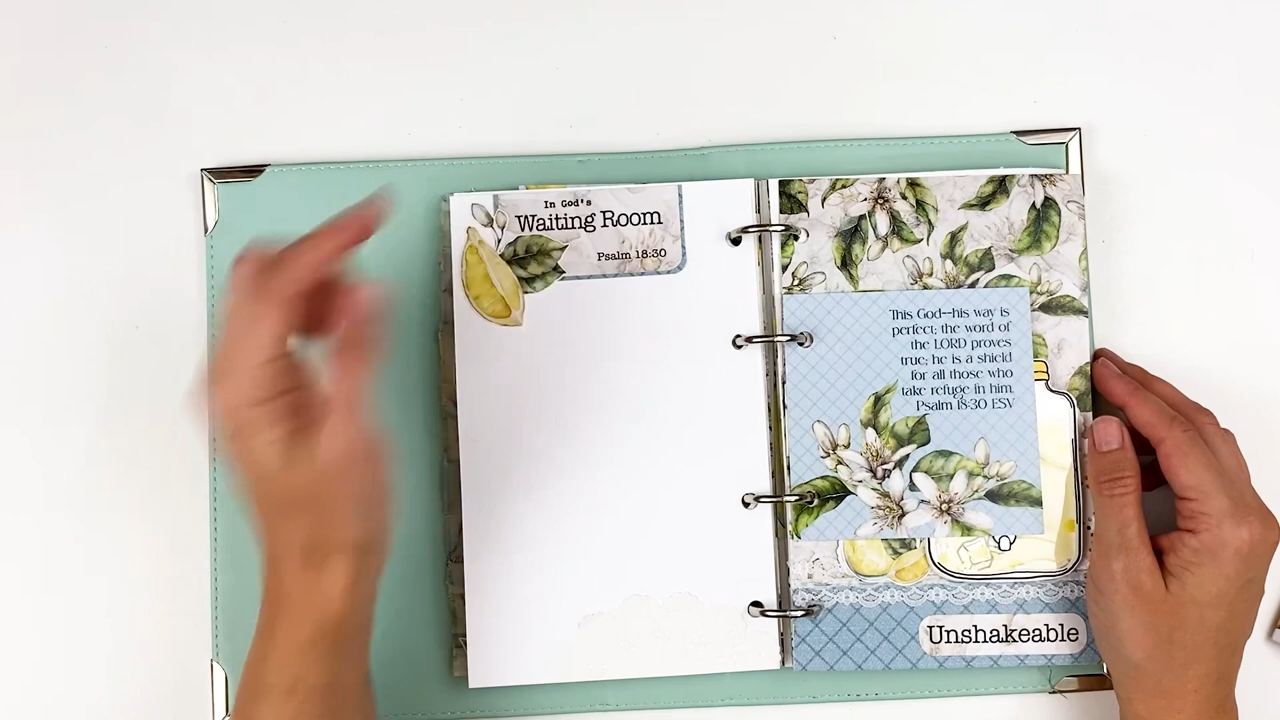 In God's
Waiting Room
Psalm 18:30
This God--his way is
perfect; the word of
the LORD proves
true; he is a shield
for all those who
take refuge in him.
Psalm 18:30 ESV
Unshakeable